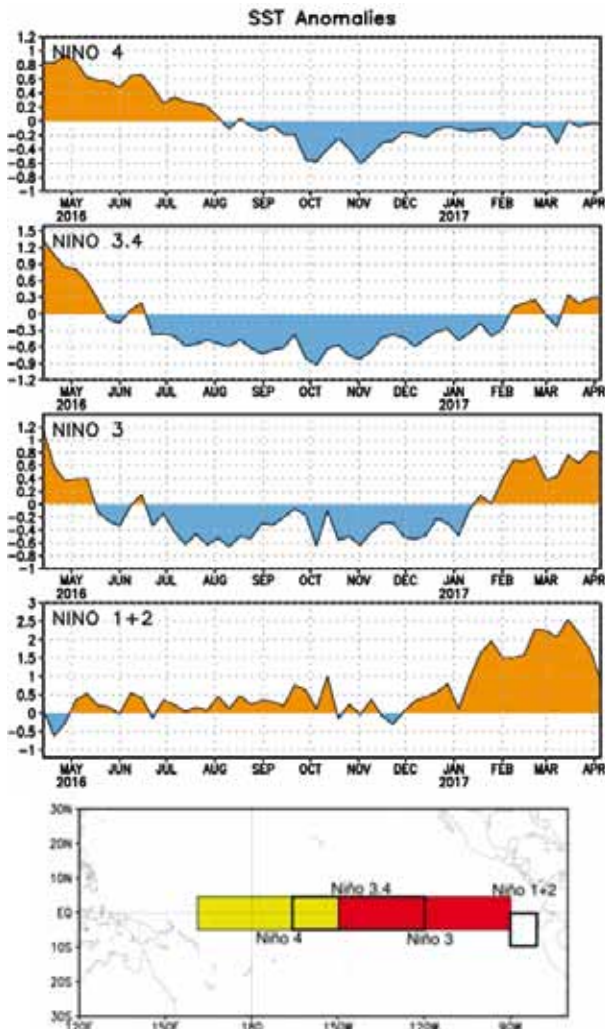 SST Anomalies
NINO 4
1.2
1
0.8
0.6
0.4
0.2
0
-0.2
-0.4
-0.6
-0.8
-1
MAY JUN JUL AUG SEP OCT NOV DEC JAN FEB MAR APR
2016 2017
NINO 3.4
1.5
1.2
0.9
0.6
0.3
0
-0.3
-0.6
-0.9
-1.2
MAY JUN JUL AUG SEP OCT NOV DEC JAN FEB MAR APR
2016 2017
NINO 3
1.2
1
0.8
0.6
0.4
0.2
0
-0.2
-0.4
-0.6
-0.8
-1
MAY JUN JUL AUG SEP OCT NOV DEC JAN FEB MAR APR
2016 2017
NINO 1+2
3
2.5
2
1.5
1
0.5
0
-0.5
-1
MAY JUN JUL AUG SEP OCT NOV DEC JAN FEB MAR APR
2016 2017
30N
20N
10N
EQ
10S
20S
30S
Niño 3.4 Niño 1+2
Niño 4 Niño 3
120E 150E 180 150W 120W 90W